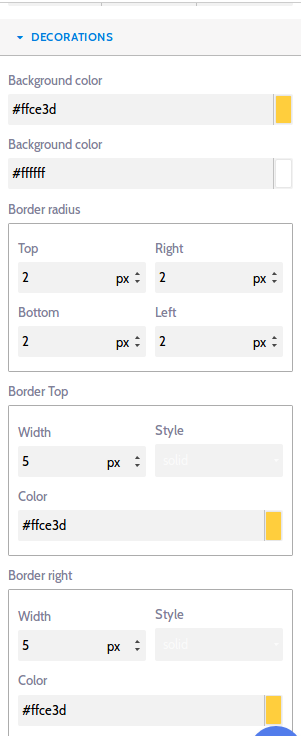 DECORATIONS
Background color
#ffce3d
Background color
#ffffff
Border radius
Top Right
2 px 2 px
Bottom Left
2 px 2 px
Border Top
Width Style
5 px solid
Color
#ffce3d
Border right
Width Style
5 px solid
Color
#ffce3d